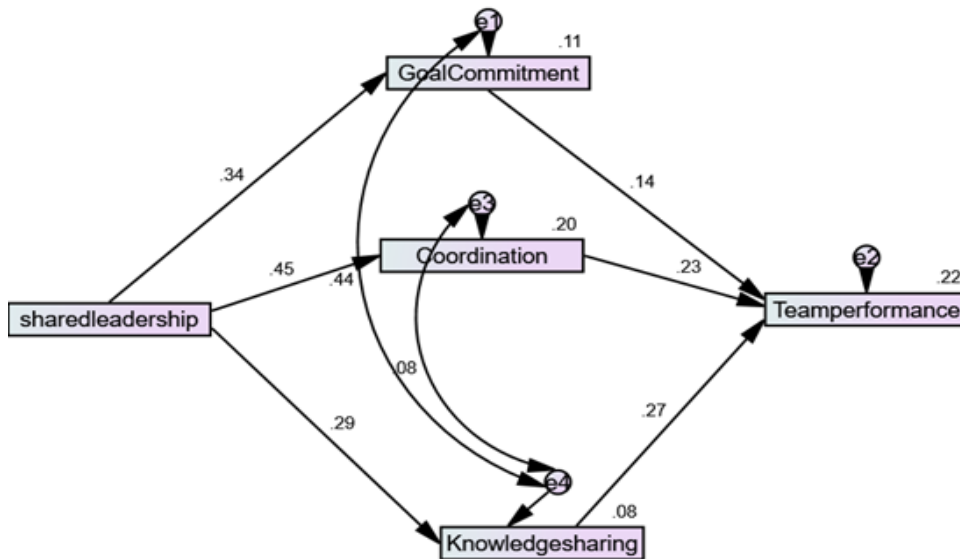 e1
.11
GoalCommitment
.34
.14
e3
.20
Coordination
.45
.44
.23
e2
.22
sharedleadership
Teamperformance
.08
.29
.27
e4
.08
Knowledgesharing